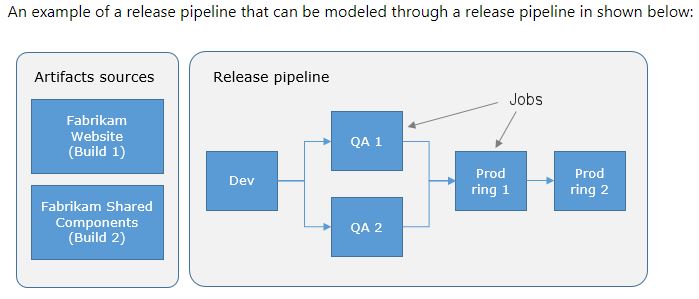 An example of a release pipeline that can be modeled through a release pipeline in shown below:
Artifacts sources
Fabrikam
Website
(Build 1)
Fabrikam Shared
Components
(Build 2)
Release pipeline
Jobs
Dev
QA 1
QA 2
Prod
ring 1
Prod
ring 2